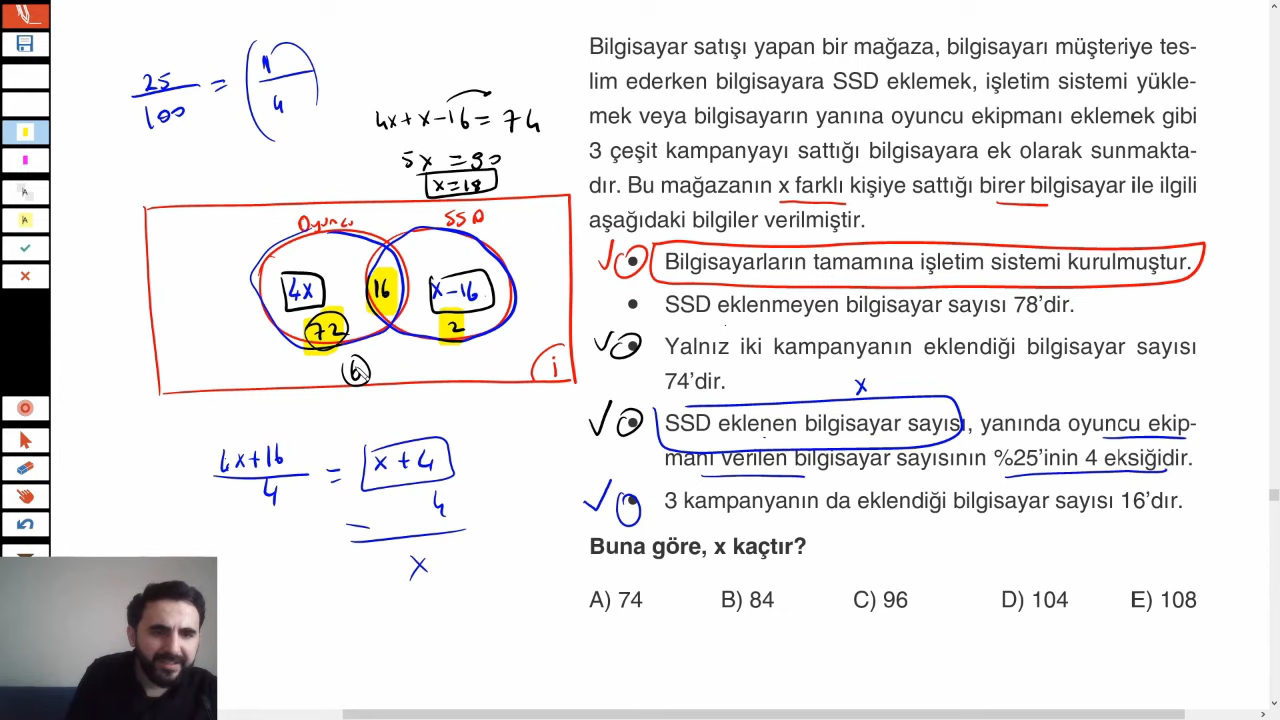 Bilgisayar satışı yapan bir mağaza, bilgisayarı müşteriye tes-
lim ederken bilgisayara SSD eklemek, işletim sistemi yükle-
mek veya bilgisayarın yanına oyuncu ekipmanı eklemek gibi
3 çeşit kampanyayı sattığı bilgisayara ek olarak sunmakta-
dır. Bu mağazanın x farklı kişiye sattığı birer bilgisayar ile ilgili
aşağıdaki bilgiler verilmiştir.
• Bilgisayarların tamamına işletim sistemi kurulmuştur.
• SSD eklenmeyen bilgisayar sayısı 78'dir.
• Yalnız iki kampanyanın eklendiği bilgisayar sayısı
74'dir.
x
• SSD eklenen bilgisayar sayısı, yanında oyuncu ekip-
manı verilen bilgisayar sayısının %25'inin 4 eksiğidir.
• 3 kampanyanın da eklendiği bilgisayar sayısı 16'dır.
Buna göre, x kaçtır?
A) 74 B) 84 C) 96 D) 104 E) 108
25/100 = (1/4)
4x + x - 16 = 74
5x = 90
x = 18
Oyuncu SSD
4x 16 x-16
72 2
6 i
4x+16 / 4 = x + 4
4
x
A
A